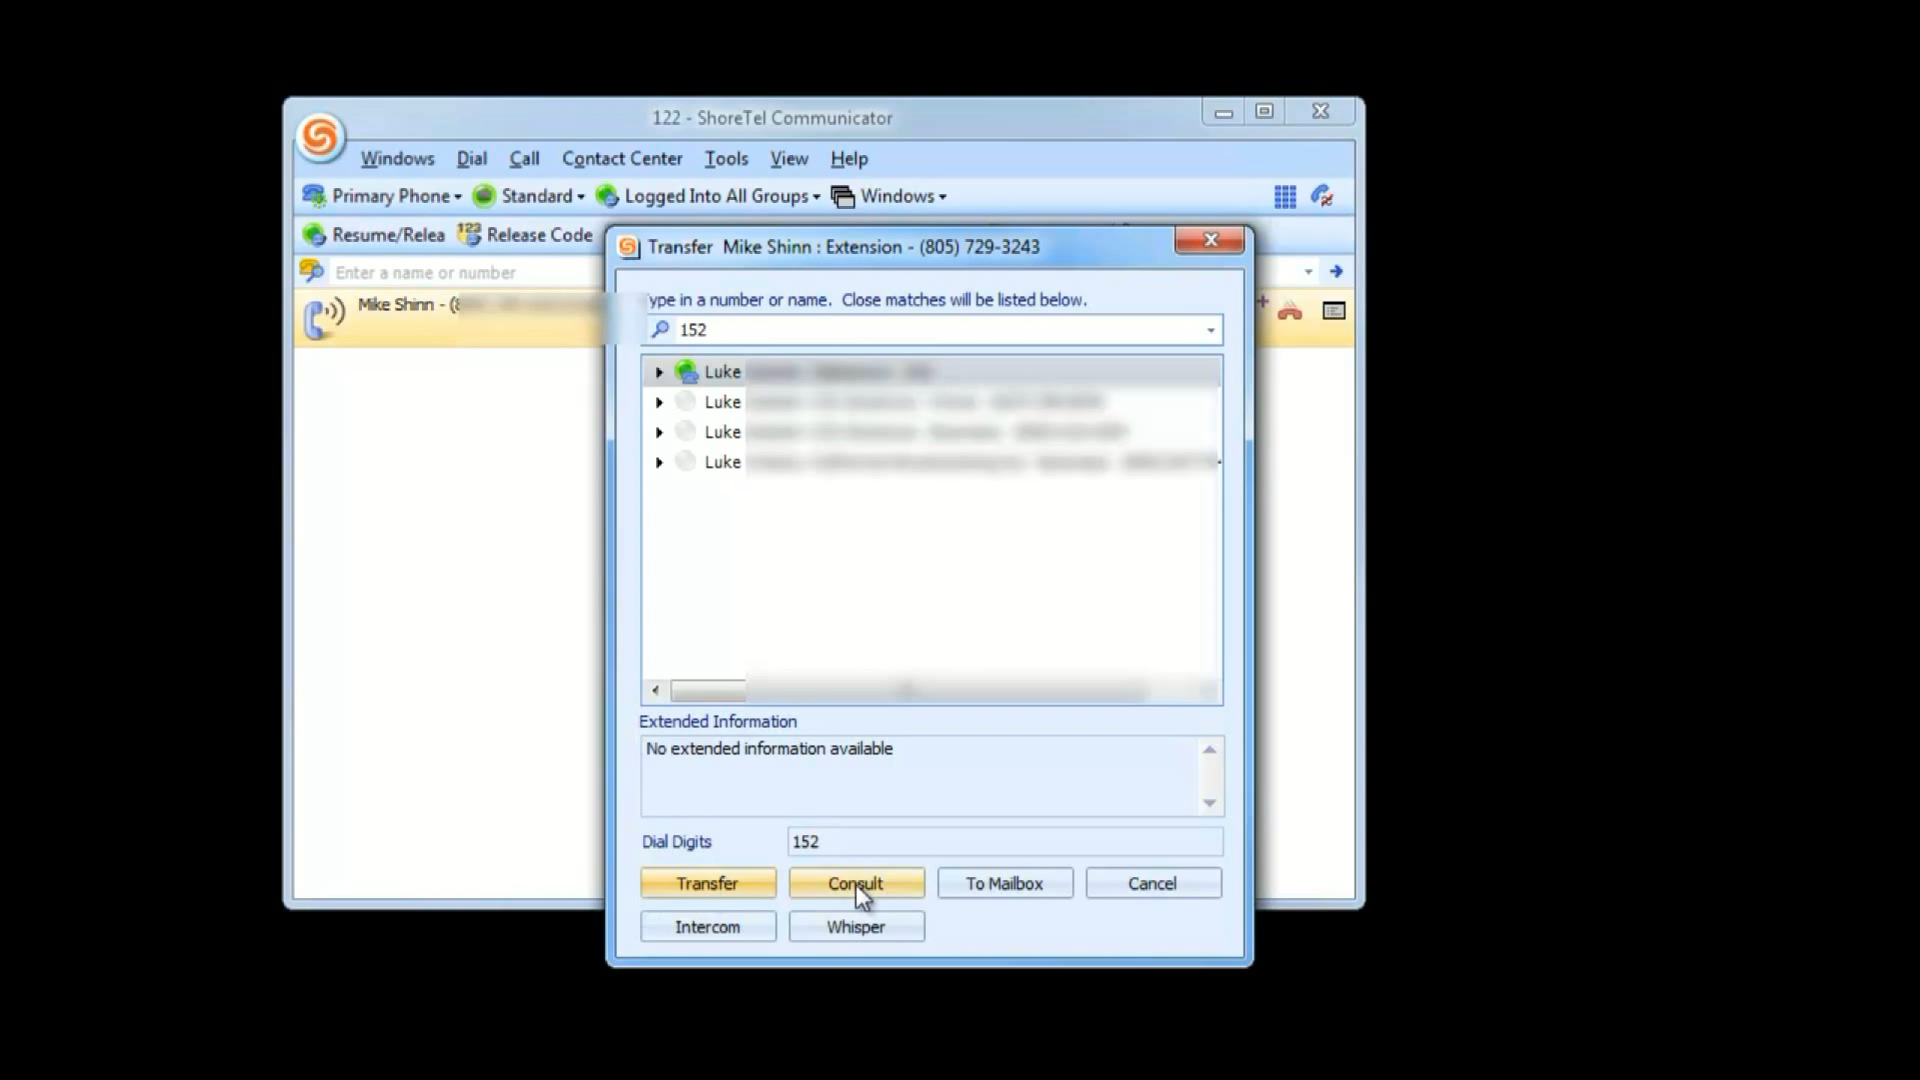 122 - ShoreTel Communicator
Windows Dial Call Contact Center Tools View Help
Primary Phone Standard Logged Into All Groups Windows
Resume/Relea 123 Release Code
Transfer Mike Shinn : Extension - (805) 729-3243
Enter a name or number
Mike Shinn - (8
ype in a number or name. Close matches will be listed below.
152
Luke
Luke
Luke
Luke
Extended Information
No extended information available
Dial Digits 152
Transfer Consult To Mailbox Cancel
Intercom Whisper